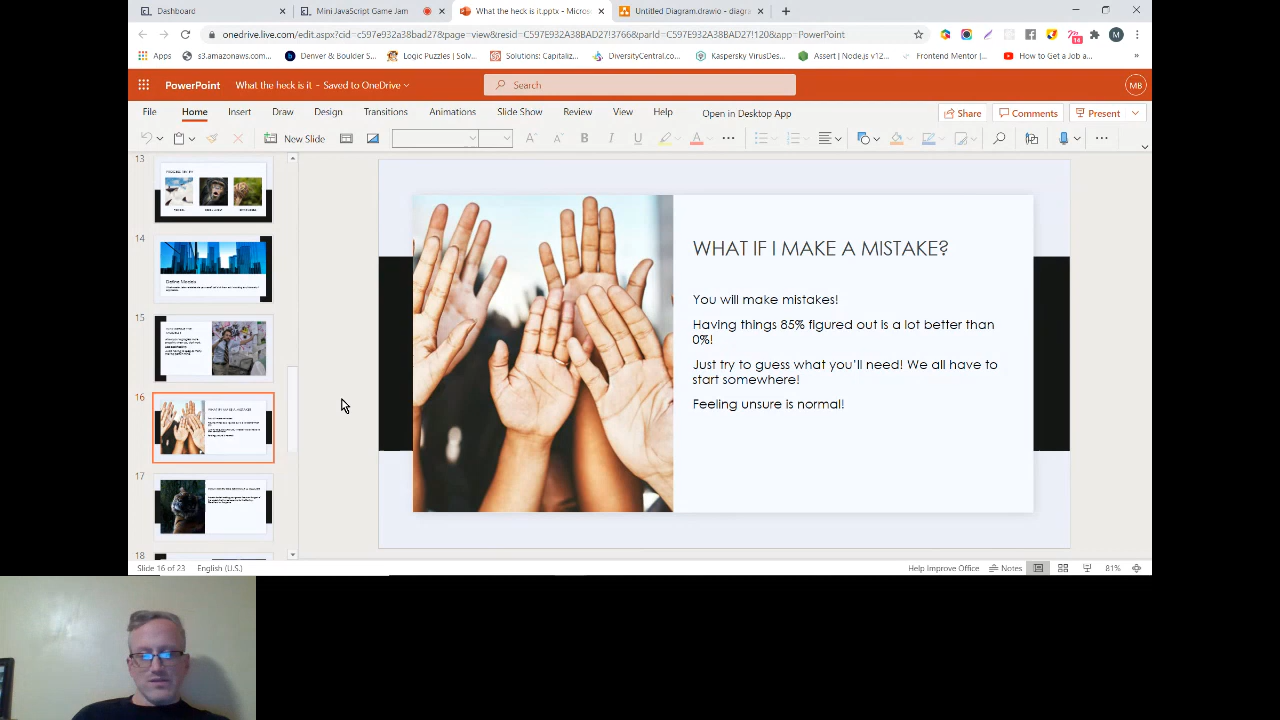 Dashboard
Mini JavaScript Game Jam
What the heck is it.pptx - Micros
Untitled Diagram.drawio - diagra
onedrive.live.com/edit.aspx?cid=c597e932a38bad27&page=view&resid=C597E932A38BAD27!3967&parId=C597E932A38BAD27!120&app=PowerPoint
Apps
s3.amazonaws.com
Denver & Boulder S...
Logic Puzzles | Solv...
Solutions: Capitaliz...
DiversityCentral.co...
Kaspersky VirusDes...
Assert | Node.js v12...
Frontend Mentor |...
How to Get a Job a...
PowerPoint
What the heck is it - Saved to OneDrive
Search
MB
File
Home
Insert
Draw
Design
Transitions
Animations
Slide Show
Review
View
Help
Open in Desktop App
Share
Comments
Present
New Slide
13
14
Define Models
15
16
17
18
WHAT IF I MAKE A MISTAKE?
You will make mistakes!
Having things 85% figured out is a lot better than
0%!
Just try to guess what you'll need! We all have to
start somewhere!
Feeling unsure is normal!
Slide 16 of 23
English (U.S.)
Help Improve Office
Notes
81%